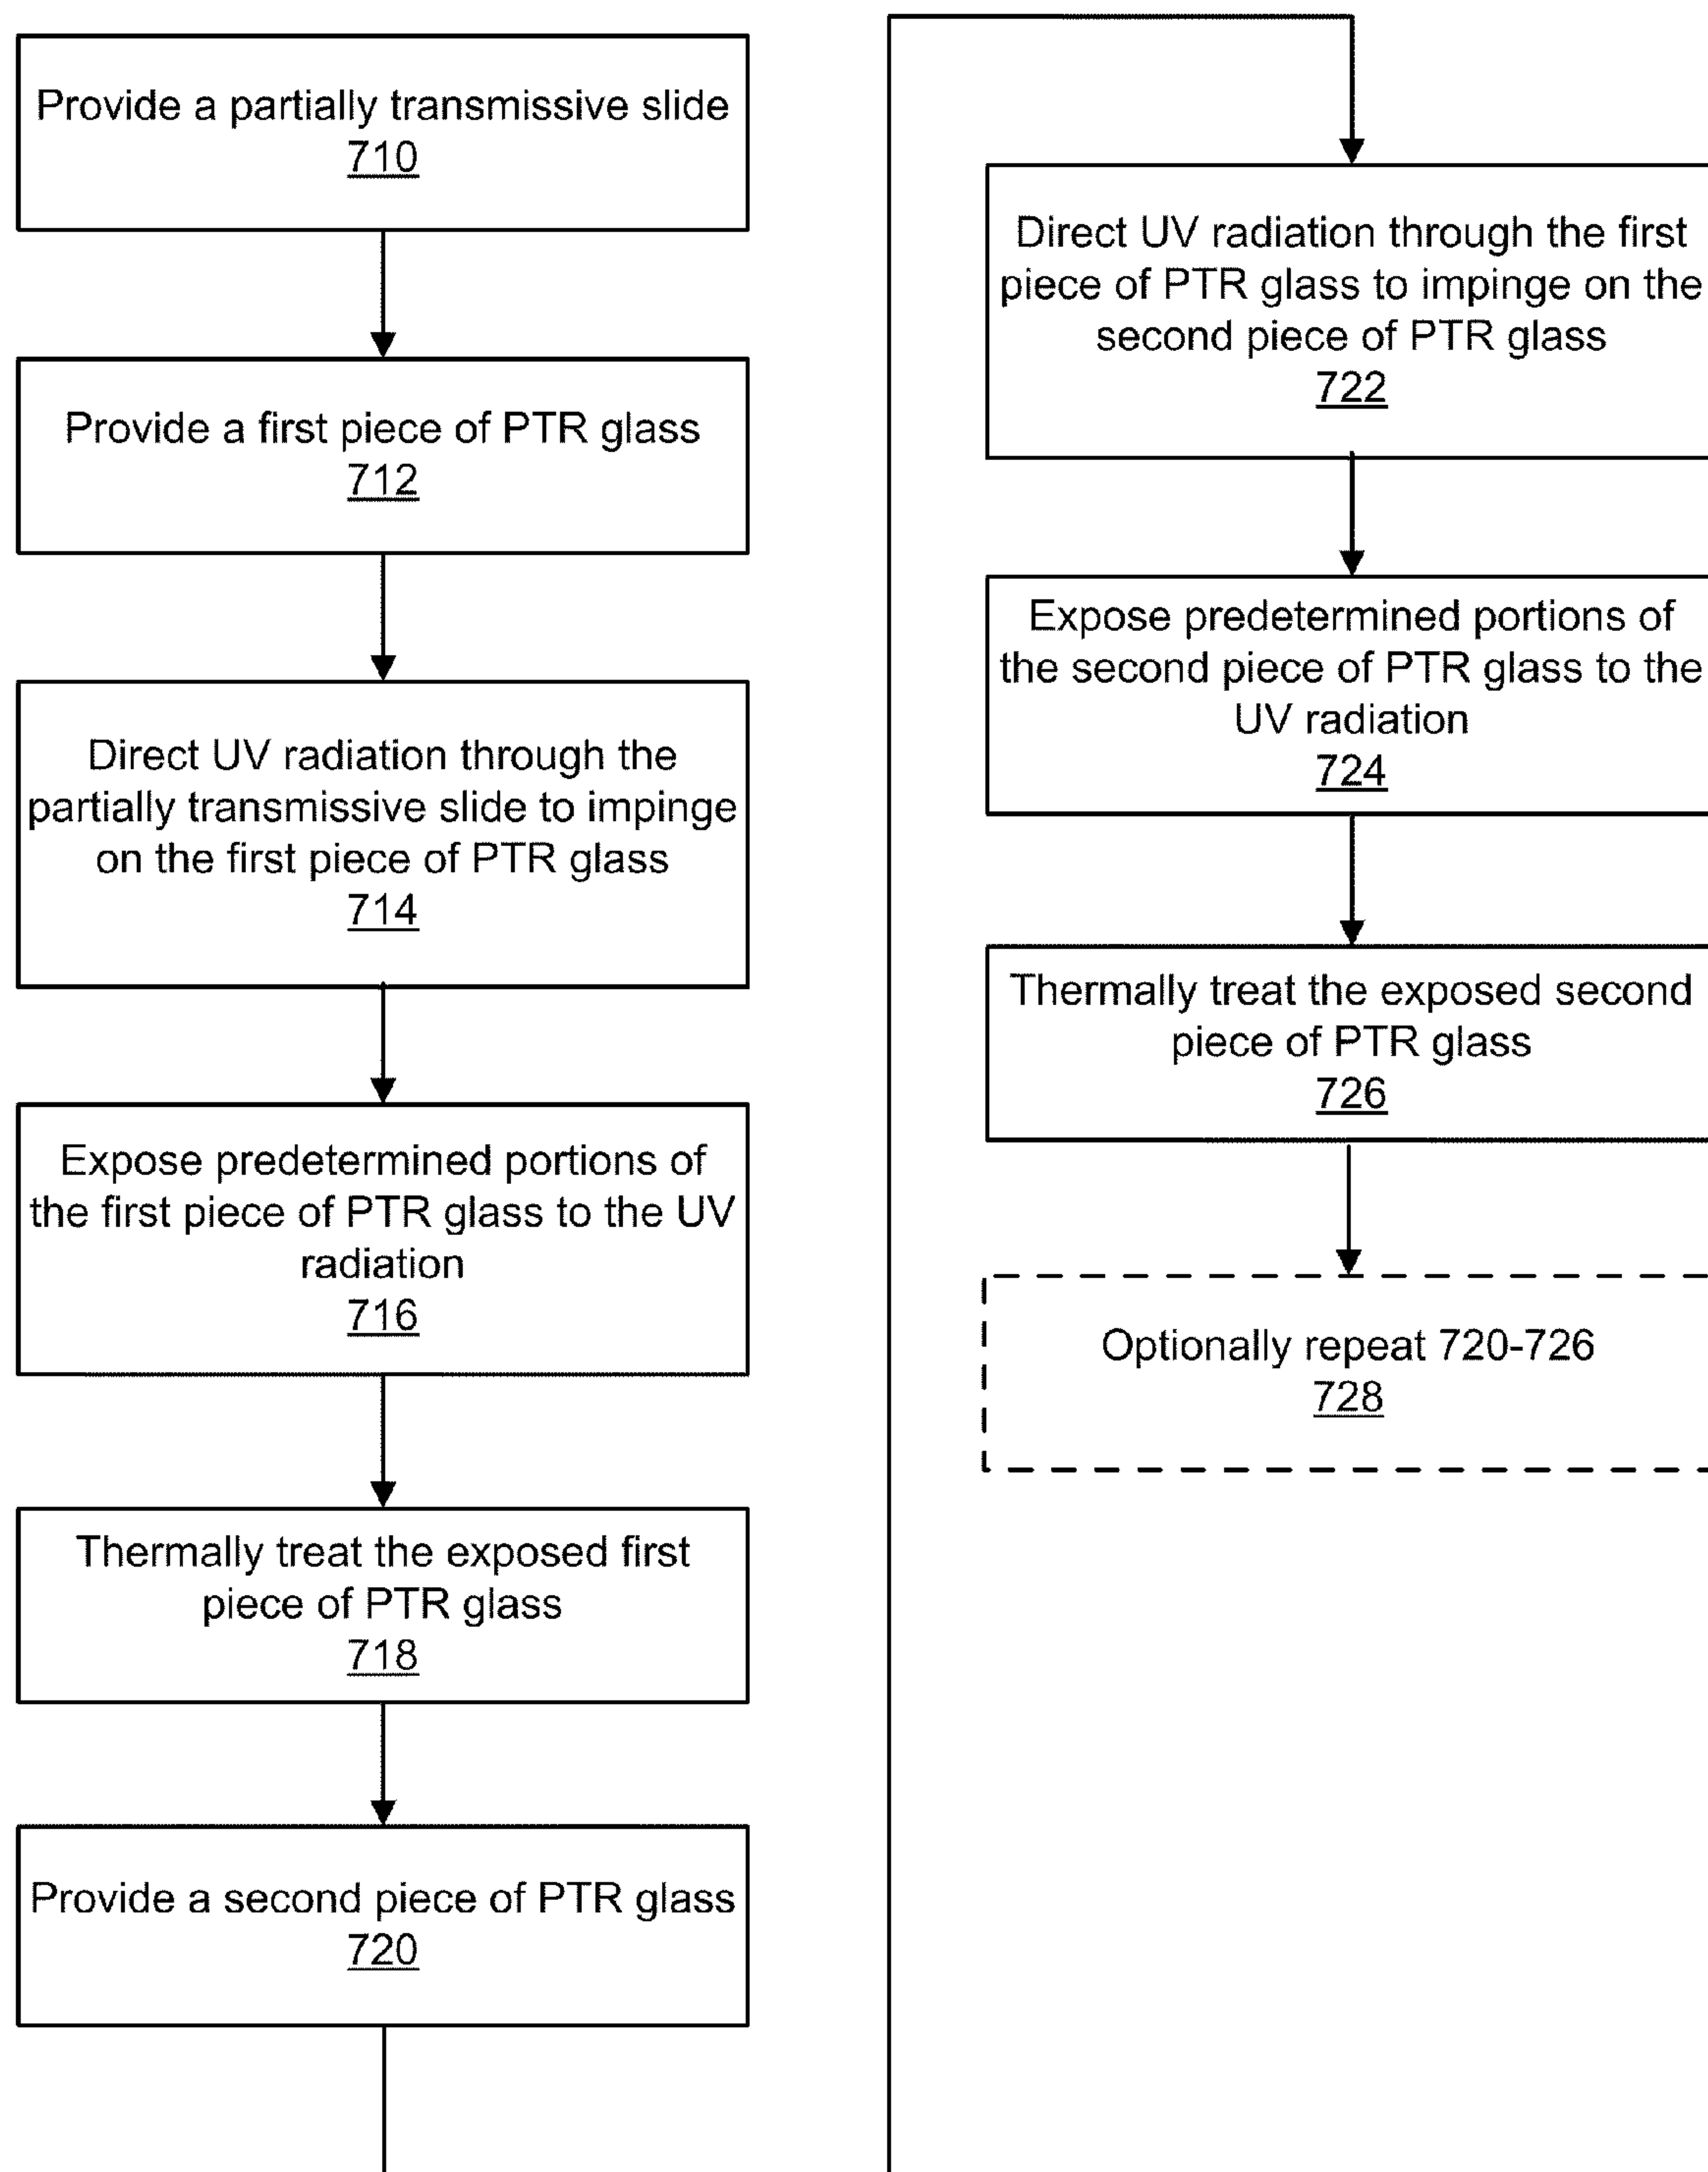 Provide a partially transmissive slide
710
Provide a first piece of PTR glass
712
Direct UV radiation through the
partially transmissive slide to impinge
on the first piece of PTR glass
714
Expose predetermined portions of
the first piece of PTR glass to the UV
radiation
716
Thermally treat the exposed first
piece of PTR glass
718
Provide a second piece of PTR glass
720
Direct UV radiation through the first
piece of PTR glass to impinge on the
second piece of PTR glass
722
Expose predetermined portions of
the second piece of PTR glass to the
UV radiation
724
Thermally treat the exposed second
piece of PTR glass
726
Optionally repeat 720-726
728